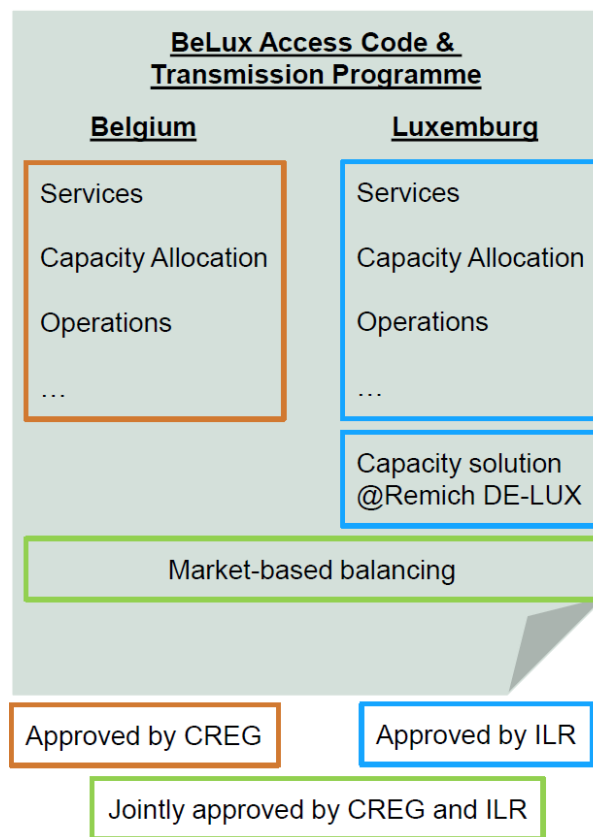 BeLux Access Code &
Transmission Programme
Belgium
Luxemburg
Services
Capacity Allocation
Operations
…
Services
Capacity Allocation
Operations
…
Capacity solution
@Remich DE-LUX
Market-based balancing
Approved by CREG
Approved by ILR
Jointly approved by CREG and ILR